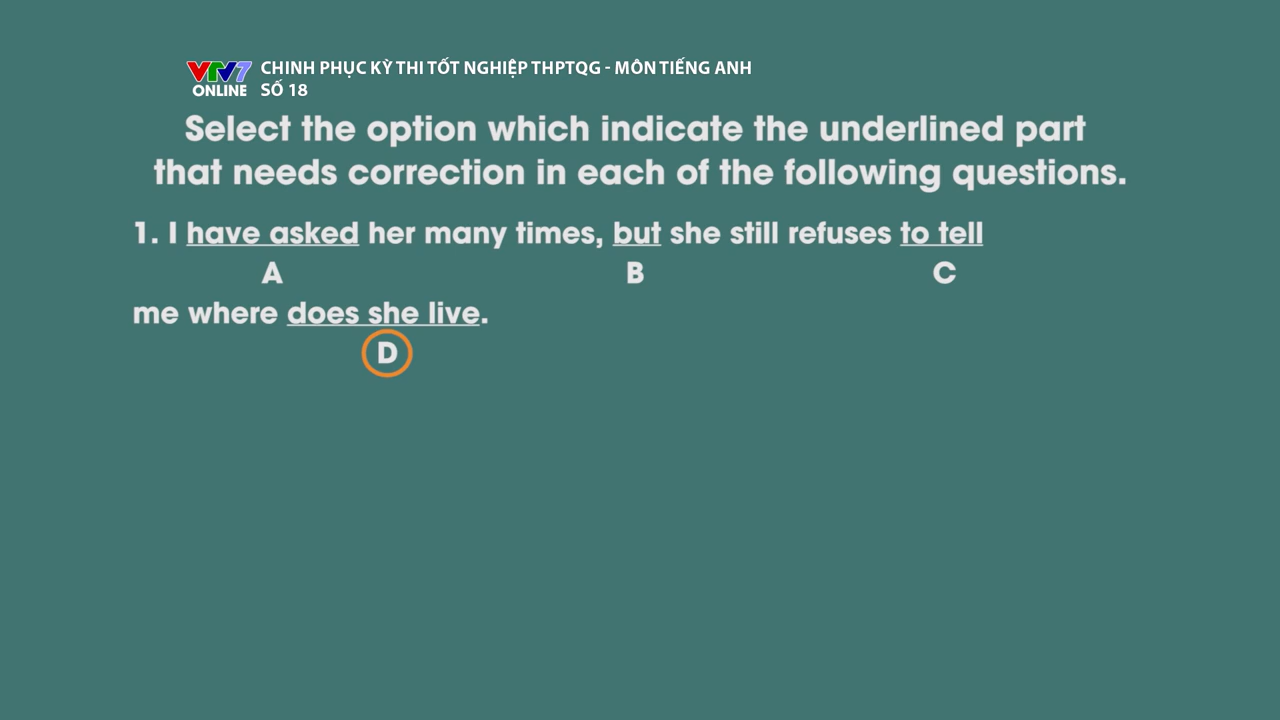 VTV7 CHINH PHỤC KỲ THI TỐT NGHIỆP THPTQG - MÔN TIẾNG ANH
ONLINE SỐ 18
Select the option which indicate the underlined part
that needs correction in each of the following questions.
1. I have asked her many times, but she still refuses to tell
A B C
me where does she live.
D